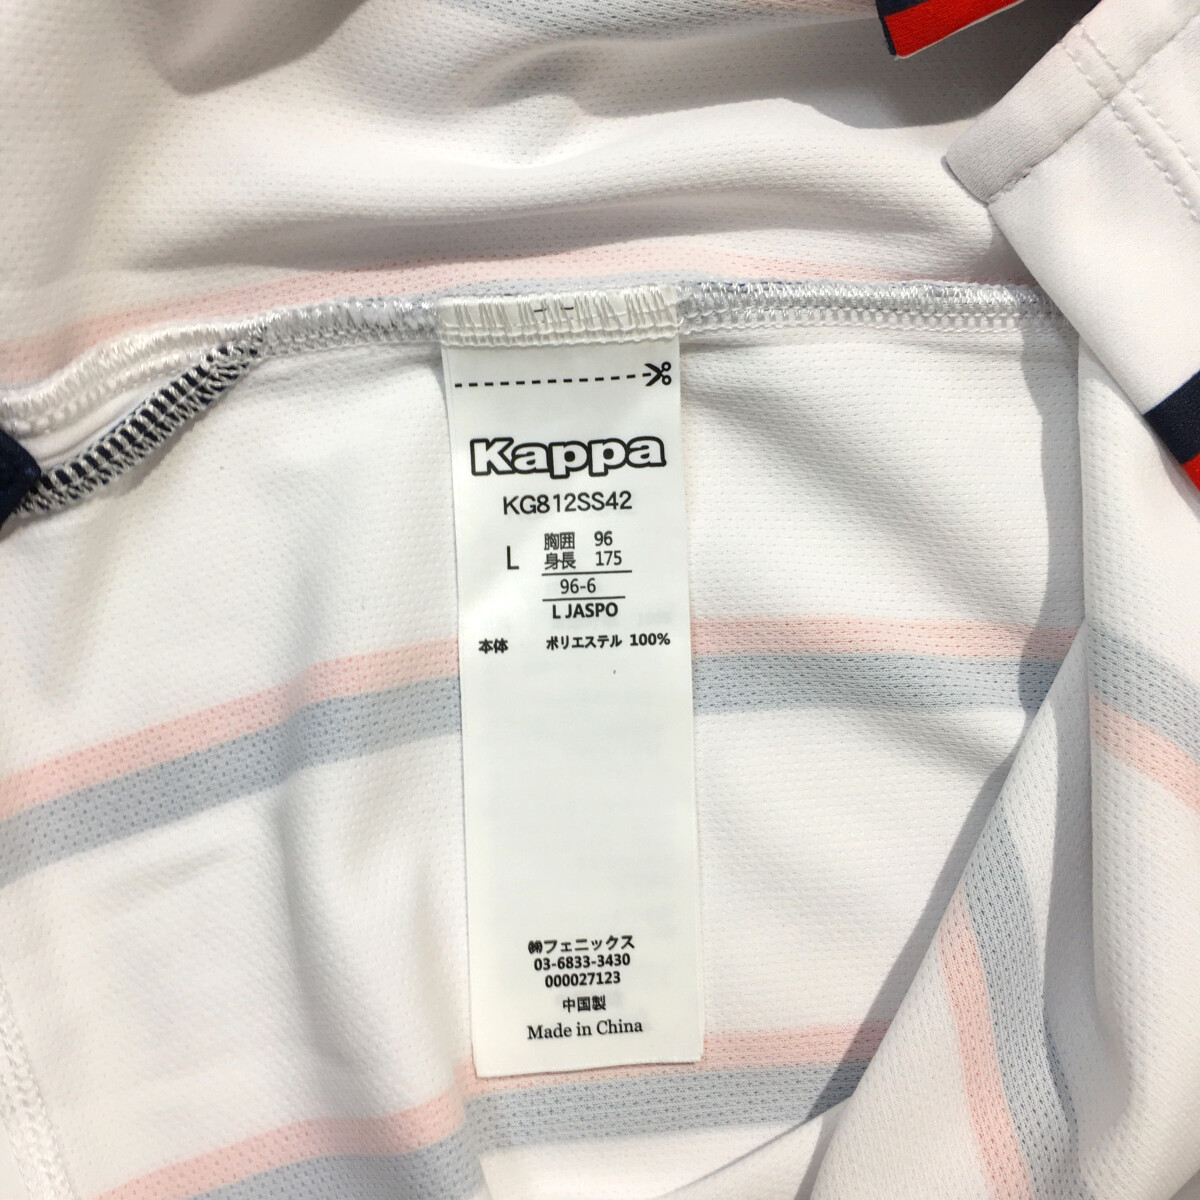 Kappa
KG812SS42
L
胸囲 96
身長 175
96-6
L JASPO
本体 ポリエステル 100%
㈱フェニックス
03-6833-3430
000027123
中国製
Made in China